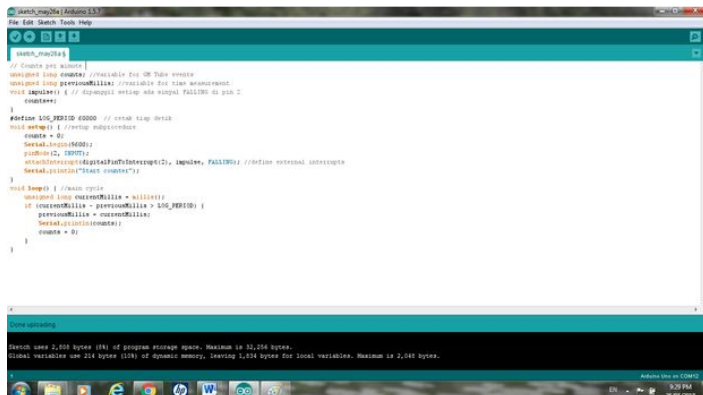 sketch_may26a | Arduino 1.5.7
File Edit Sketch Tools Help
sketch_may26a §
// Counts per minute
unsigned long counts; //variable for GM Tube events
unsigned long previousMillis; //variable for time measurement
void impulse() { // dipanggil setiap ada sinyal FALLING di pin 2
counts++;
}
#define LOG_PERIOD 60000 // cetak tiap detik
void setup() { //setup subprocedure
counts = 0;
Serial.begin(9600);
pinMode(2, INPUT);
attachInterrupt(digitalPinToInterrupt(2), impulse, FALLING); //define external interrupts
Serial.println("Start counter");
}
void loop() { //main cycle
unsigned long currentMillis = millis();
if (currentMillis - previousMillis > LOG_PERIOD) {
previousMillis = currentMillis;
Serial.println(counts);
counts = 0;
}
}
Done uploading.
Sketch uses 2,808 bytes (8%) of program storage space. Maximum is 32,256 bytes.
Global variables use 214 bytes (10%) of dynamic memory, leaving 1,834 bytes for local variables. Maximum is 2,048 bytes.
Arduino Uno on COM12
EN
9:29 PM